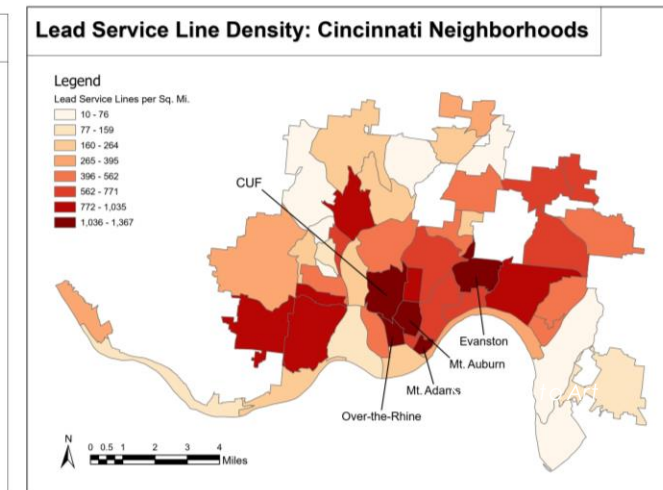 Lead Service Line Density: Cincinnati Neighborhoods
Legend
Lead Service Lines per Sq. Mi.
10 - 76
77 - 159
160 - 264
265 - 395
396 - 562
562 - 771
772 - 1,035
1,036 - 1,367
CUF
Evanston
Mt. Auburn
Mt. Adams
Over-the-Rhine
N
0 0.5 1 2 3 4
Miles